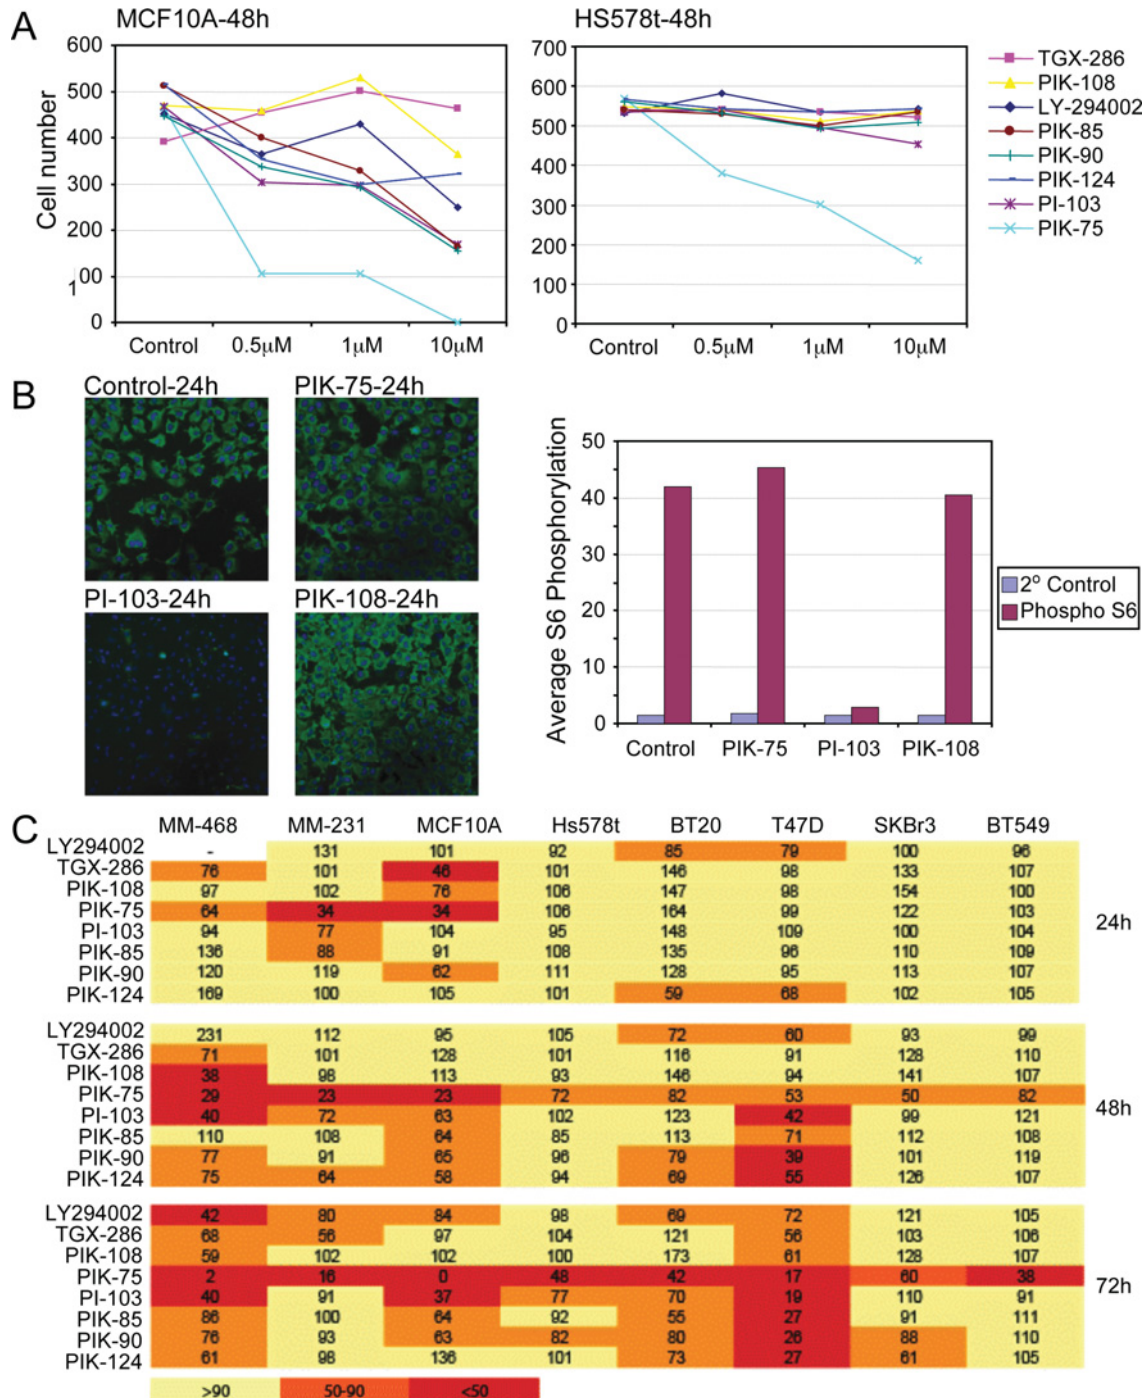 A
MCF10A-48h
HS578t-48h
Cell number
600
500
400
300
200
100
1
0
Control 0.5µM 1µM 10µM
700
600
500
400
300
200
100
0
Control 0.5µM 1µM 10µM
TGX-286
PIK-108
LY-294002
PIK-85
PIK-90
PIK-124
PI-103
PIK-75
B
Control-24h PIK-75-24h
PI-103-24h PIK-108-24h
Average S6 Phosphorylation
50
40
30
20
10
0
Control PIK-75 PI-103 PIK-108
2° Control
Phospho S6
C
MM-468 MM-231 MCF10A Hs578t BT20 T47D SKBr3 BT549
LY294002 - 131 101 92 85 79 100 96
TGX-286 76 101 46 101 146 98 133 107
PIK-108 97 102 76 106 147 98 154 100
PIK-75 64 34 34 106 164 99 122 103
24h
PI-103 94 77 104 95 148 109 100 104
PIK-85 136 88 91 108 135 96 110 109
PIK-90 120 119 62 111 128 95 113 107
PIK-124 169 100 105 101 59 68 102 105
LY294002 231 112 95 105 72 60 93 99
TGX-286 71 101 128 101 116 91 128 110
PIK-108 38 98 113 93 146 94 141 107
PIK-75 29 23 23 72 82 53 50 82
48h
PI-103 40 72 63 102 123 42 99 121
PIK-85 110 108 64 85 113 71 112 108
PIK-90 77 91 65 96 79 39 101 119
PIK-124 75 64 58 94 69 55 126 107
LY294002 42 80 84 98 69 72 121 105
TGX-286 68 56 97 104 121 56 103 106
PIK-108 59 102 102 100 173 61 128 107
PIK-75 2 16 0 48 42 17 60 38
72h
PI-103 40 91 37 77 70 19 110 91
PIK-85 86 100 64 92 55 27 91 111
PIK-90 76 93 63 82 80 26 88 110
PIK-124 61 98 136 101 73 27 61 105
>90 50-90 <50